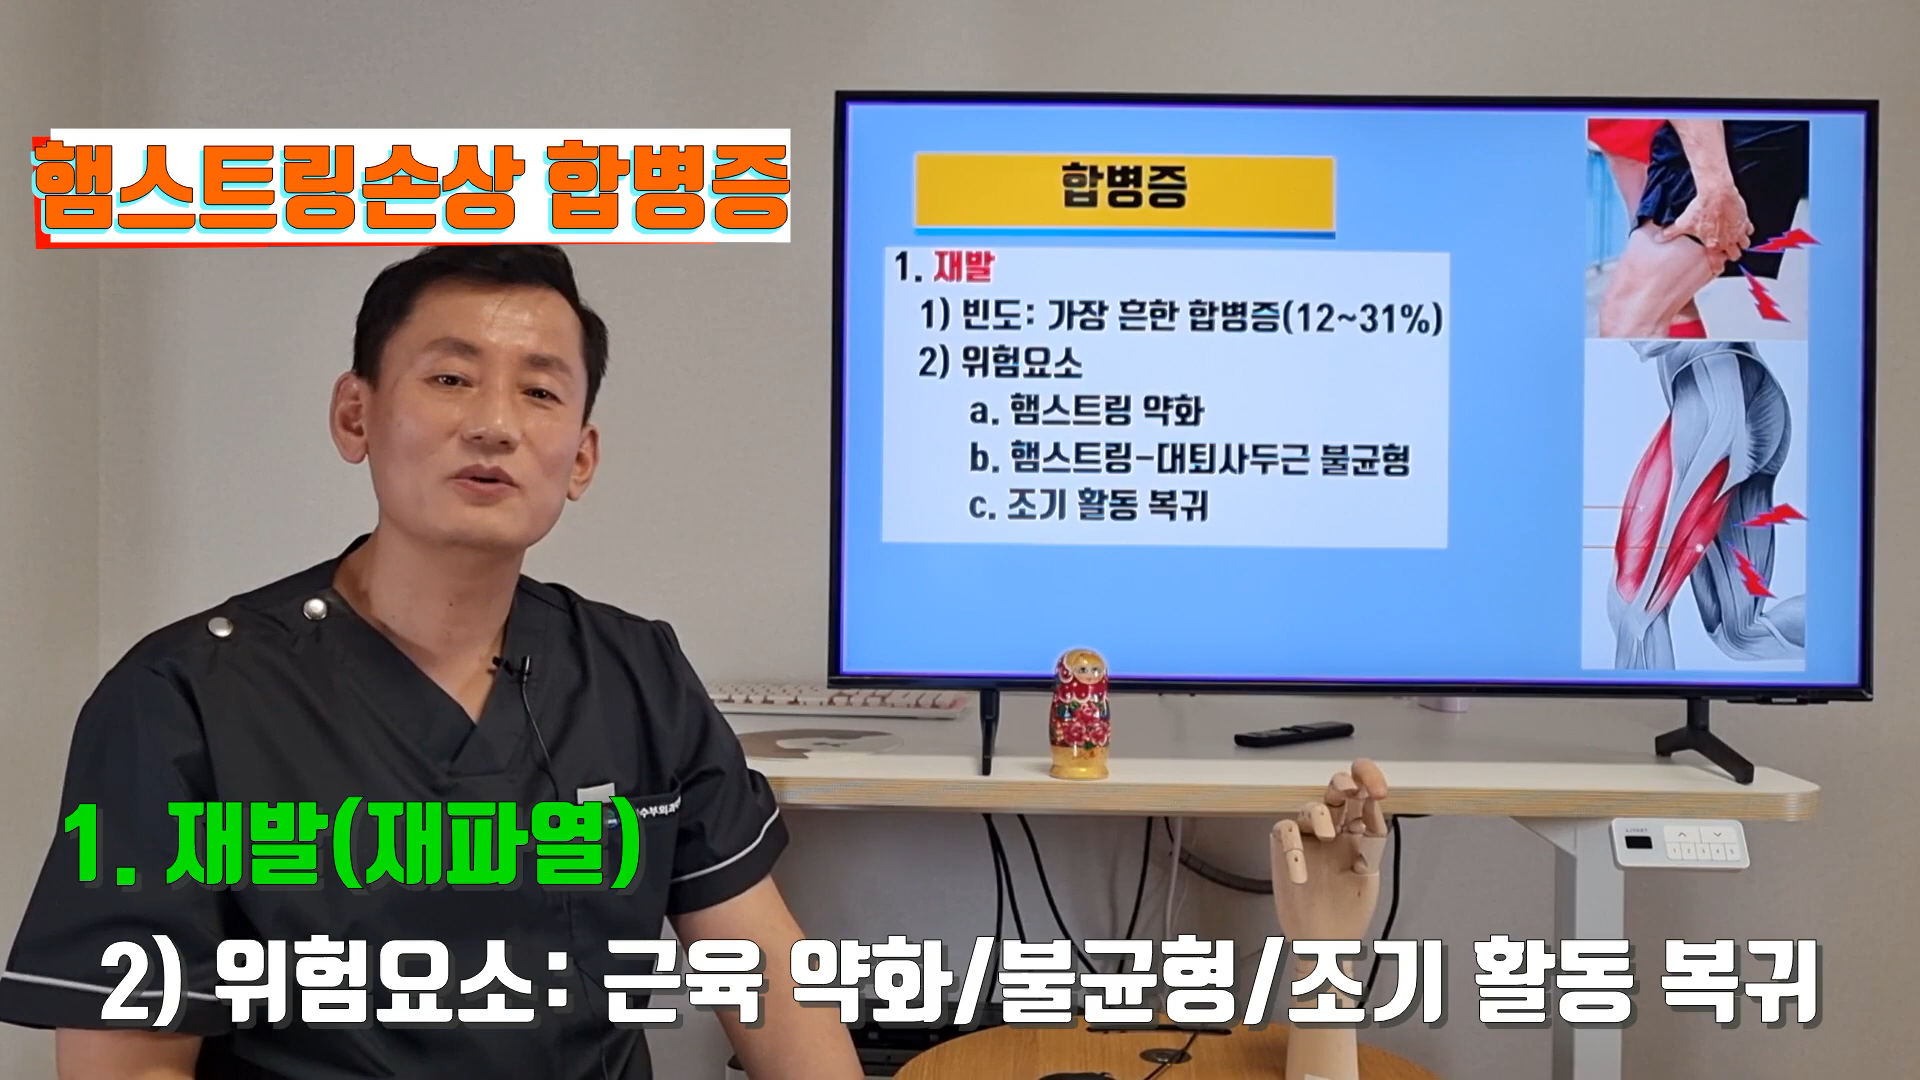 햄스트링손상 합병증
합병증
1. 재발
1) 빈도: 가장 흔한 합병증(12~31%)
2) 위험요소
a. 햄스트링 약화
b. 햄스트링-대퇴사두근 불균형
c. 조기 활동 복귀
수부외과
1. 재발(재파열)
2) 위험요소: 근육 약화/불균형/조기 활동 복귀